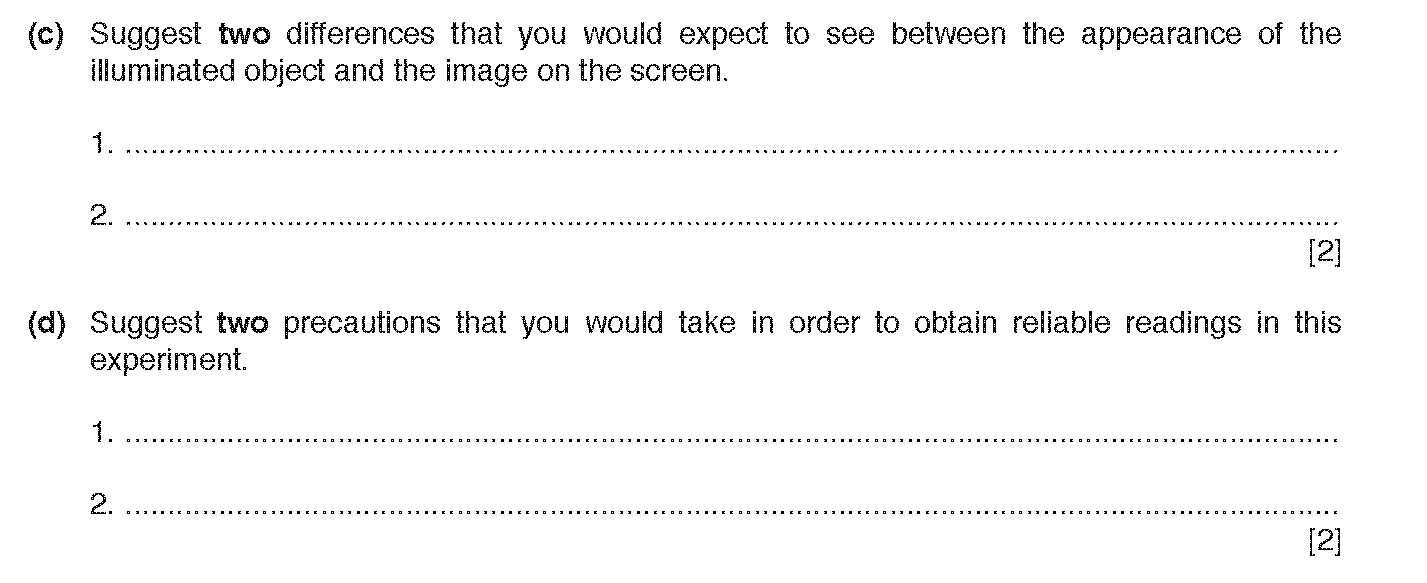 (c) Suggest two differences that you would expect to see between the appearance of the
illuminated object and the image on the screen.
1. ..........................................................................................................................................
2. ..........................................................................................................................................
[2]
(d) Suggest two precautions that you would take in order to obtain reliable readings in this
experiment.
1. ..........................................................................................................................................
2. ..........................................................................................................................................
[2]